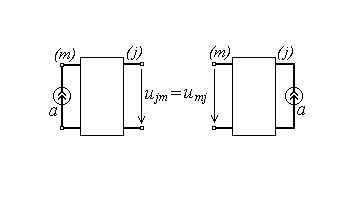 (m) (j) (m) (j)
a u_jm = u_mj a